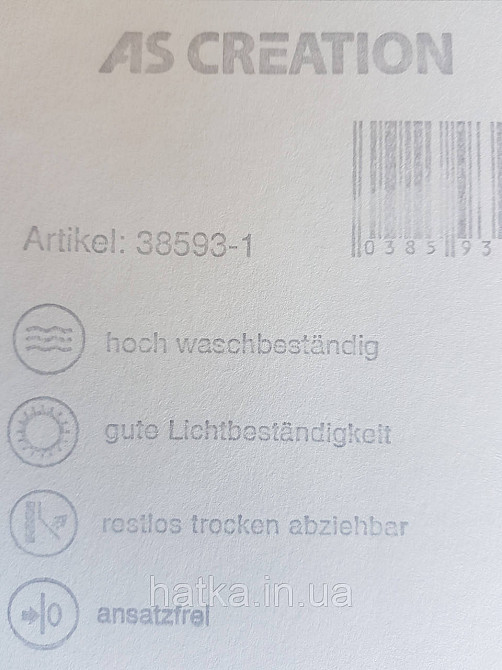 AS CREATION
Artikel: 38593-1
0385 93
hoch waschbeständig
gute Lichtbeständigkeit
restlos trocken abziehbar
hatka.in.ua
ansatzfrei